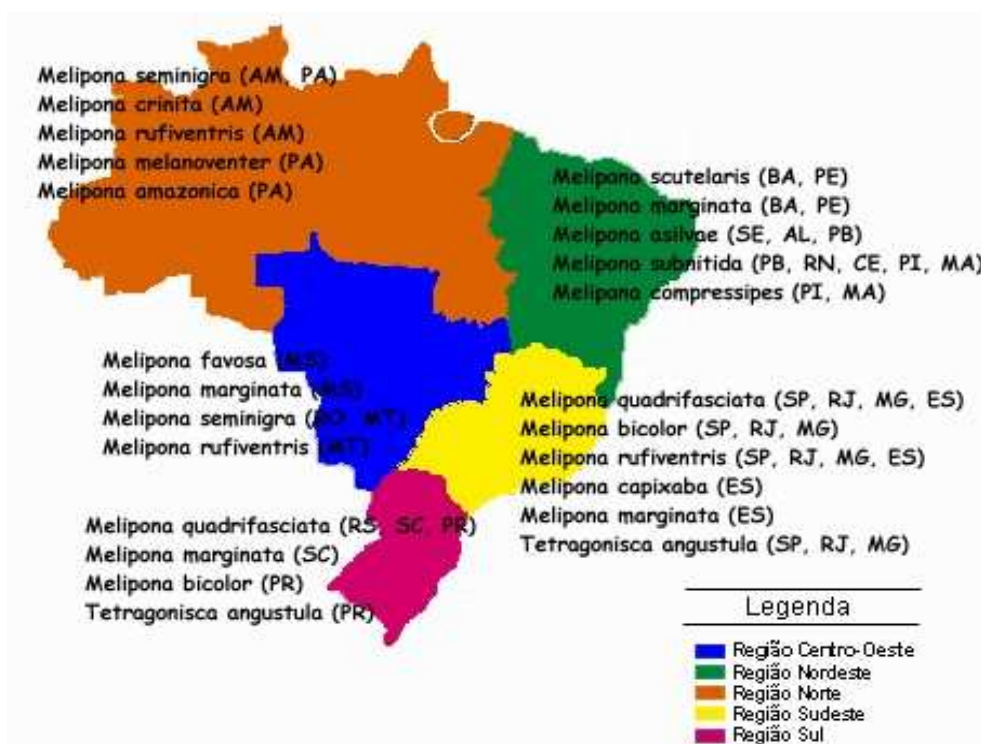 Melipona seminigra (AM, PA)
Melipona crinita (AM)
Melipona rufiventris (AM)
Melipona melanoventer (PA)
Melipona amazonica (PA)
Melipona scutelaris (BA, PE)
Melipona marginata (BA, PE)
Melipona asilvae (SE, AL, PB)
Melipona subnitida (PB, RN, CE, PI, MA)
Melipona compressipes (PI, MA)
Melipona favosa (MS)
Melipona marginata (MS)
Melipona seminigra (RO, MT)
Melipona rufiventris (MT)
Melipona quadrifasciata (SP, RJ, MG, ES)
Melipona bicolor (SP, RJ, MG)
Melipona rufiventris (SP, RJ, MG, ES)
Melipona capixaba (ES)
Melipona marginata (ES)
Tetragonisca angustula (SP, RJ, MG)
Melipona quadrifasciata (RS, SC, PR)
Melipona marginata (SC)
Melipona bicolor (PR)
Tetragonisca angustula (PR)
Legenda
Região Centro-Oeste
Região Nordeste
Região Norte
Região Sudeste
Região Sul